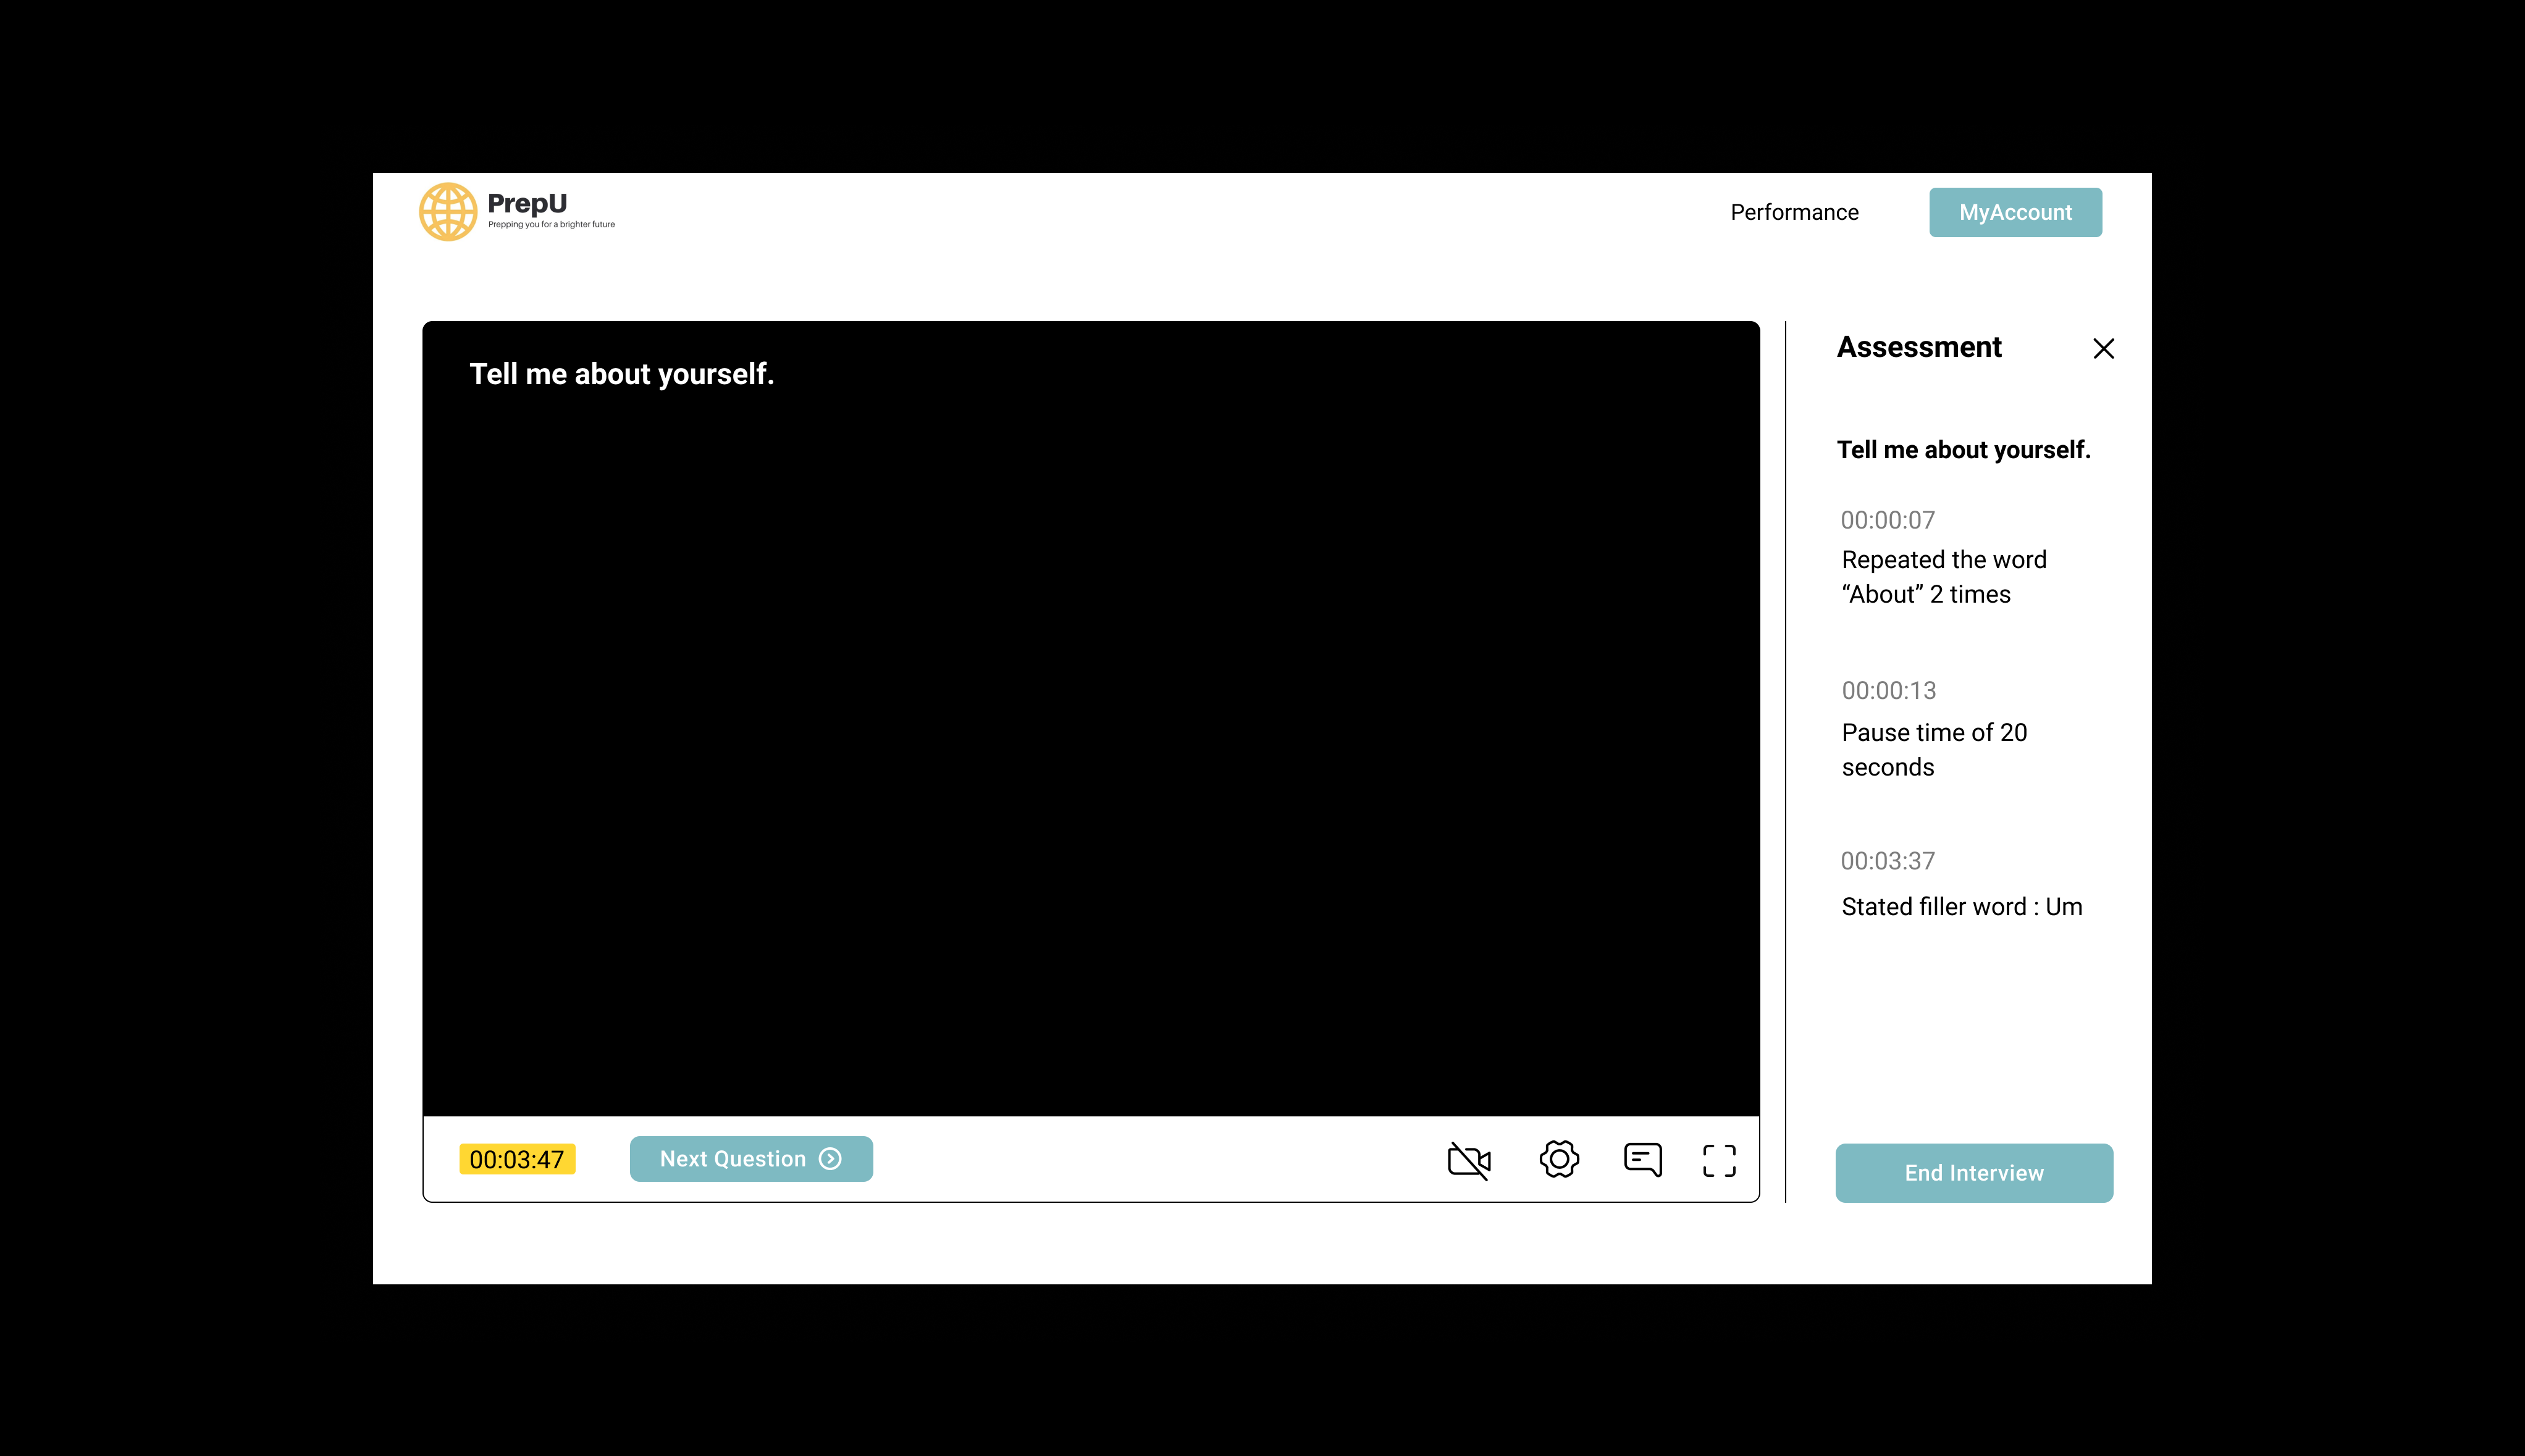 PrepU
Prepping you for a brighter future
Performance
MyAccount
Tell me about yourself.
00:03:47
Next Question
Assessment
Tell me about yourself.
00:00:07
Repeated the word
“About” 2 times
00:00:13
Pause time of 20
seconds
00:03:37
Stated filler word : Um
End Interview